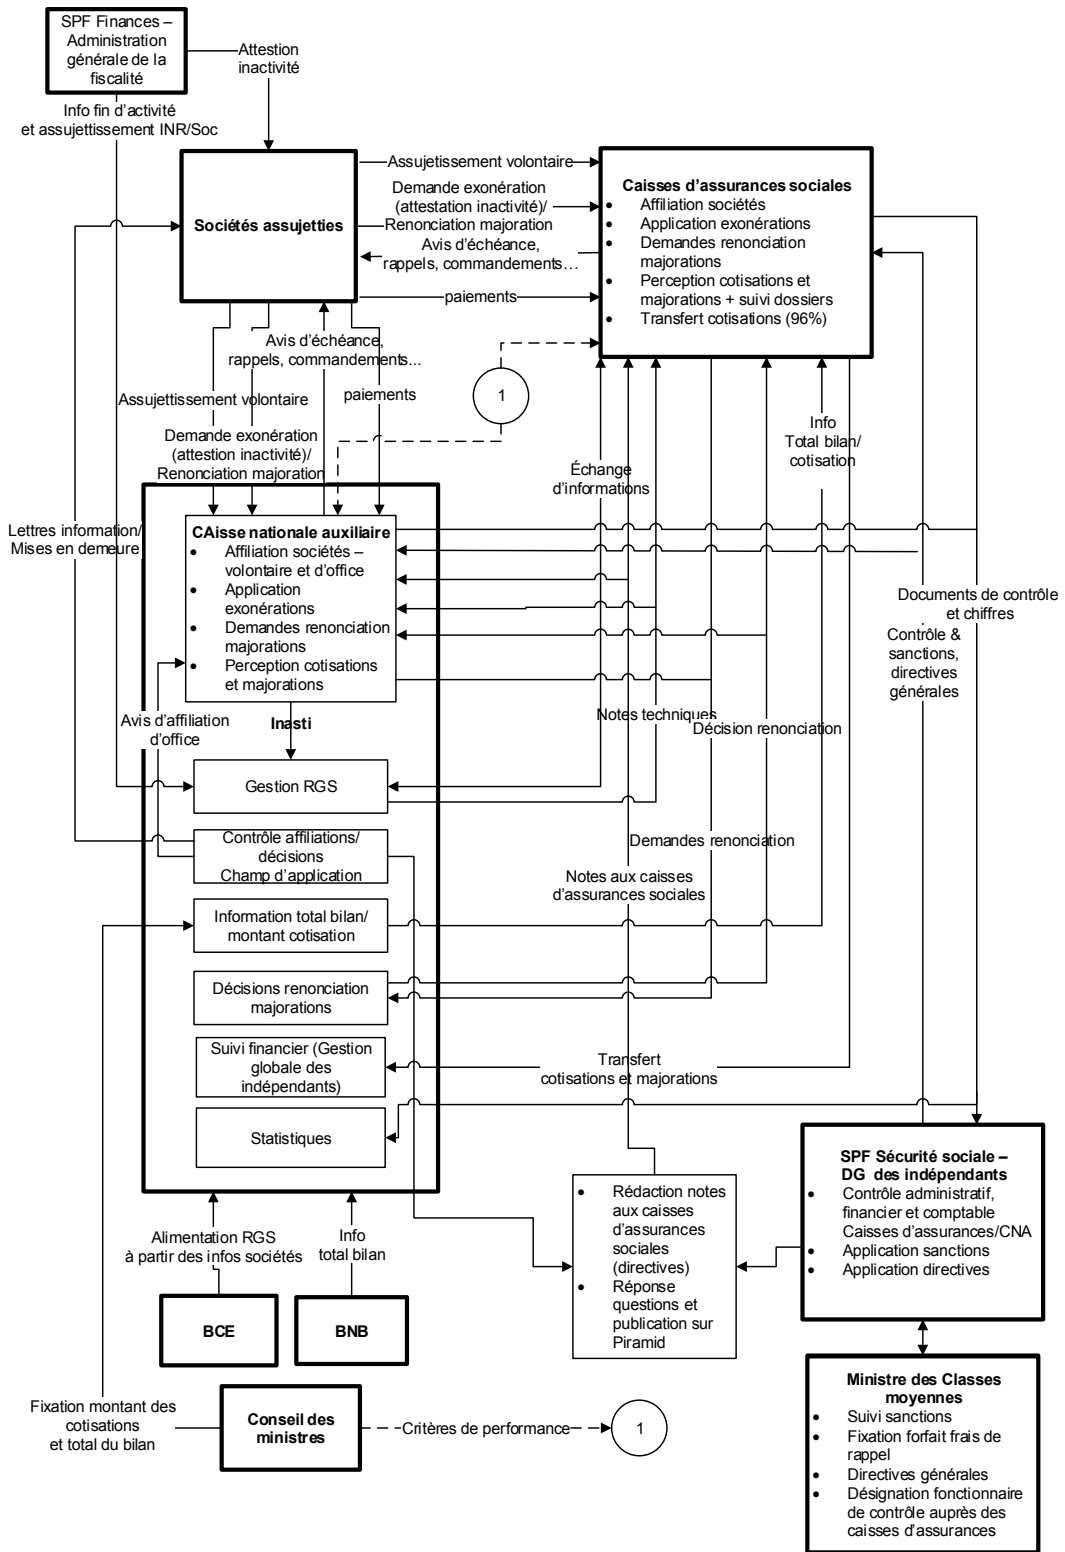 SPF Finances –
Administration
générale de la
fiscalité
Attestion
inactivité
Info fin d'activité
et assujettissement INR/Soc
Sociétés assujetties
Assujetissement volontaire
Demande exonération
(attestation inactivité)/
Renonciation majoration
Avis d'échéance,
rappels, commandements…
paiements
Caisses d'assurances sociales
• Affiliation sociétés
• Application exonérations
• Demandes renonciation
majorations
• Perception cotisations et
majorations + suivi dossiers
• Transfert cotisations (96%)
Avis d'échéance,
rappels, commandements...
1
Assujettissement volontaire
paiements
Demande exonération
(attestion inactivité)/
Renonciation majoration
Info
Total bilan/
cotisation
Échange
d'informations
Lettres information/
Mises en demeure
CAisse nationale auxiliaire
• Affiliation sociétés –
volontaire et d'office
• Application
exonérations
• Demandes renonciation
majorations
• Perception cotisations
et majorations
Documents de contrôle
et chiffres
Contrôle &
sanctions,
directives
générales
Avis d'affiliation
d'office
Inasti
Notes techniques
Décision renonciation
Gestion RGS
Contrôle affiliations/
décisions
Champ d'application
Demandes renonciation
Notes aux caisses
d'assurances sociales
Information total bilan/
montant cotisation
Décisions renonciation
majorations
Suivi financier (Gestion
globale des
indépendants)
Transfert
cotisations et majorations
Statistiques
SPF Sécurité sociale –
DG des indépendants
• Contrôle administratif,
financier et comptable
Caisses d'assurances/CNA
• Application sanctions
• Application directives
• Rédaction notes
aux caisses
d'assurances
sociales
(directives)
• Réponse
questions et
publication sur
Piramid
Alimentation RGS
à partir des infos sociétés
Info
total bilan
BCE
BNB
Ministre des Classes
moyennes
• Suivi sanctions
• Fixation forfait frais de
rappel
• Directives générales
• Désignation fonctionnaire
de contrôle auprès des
caisses d'assurances
Fixation montant des
cotisations
et total du bilan
Conseil des
ministres
Critères de performance
1